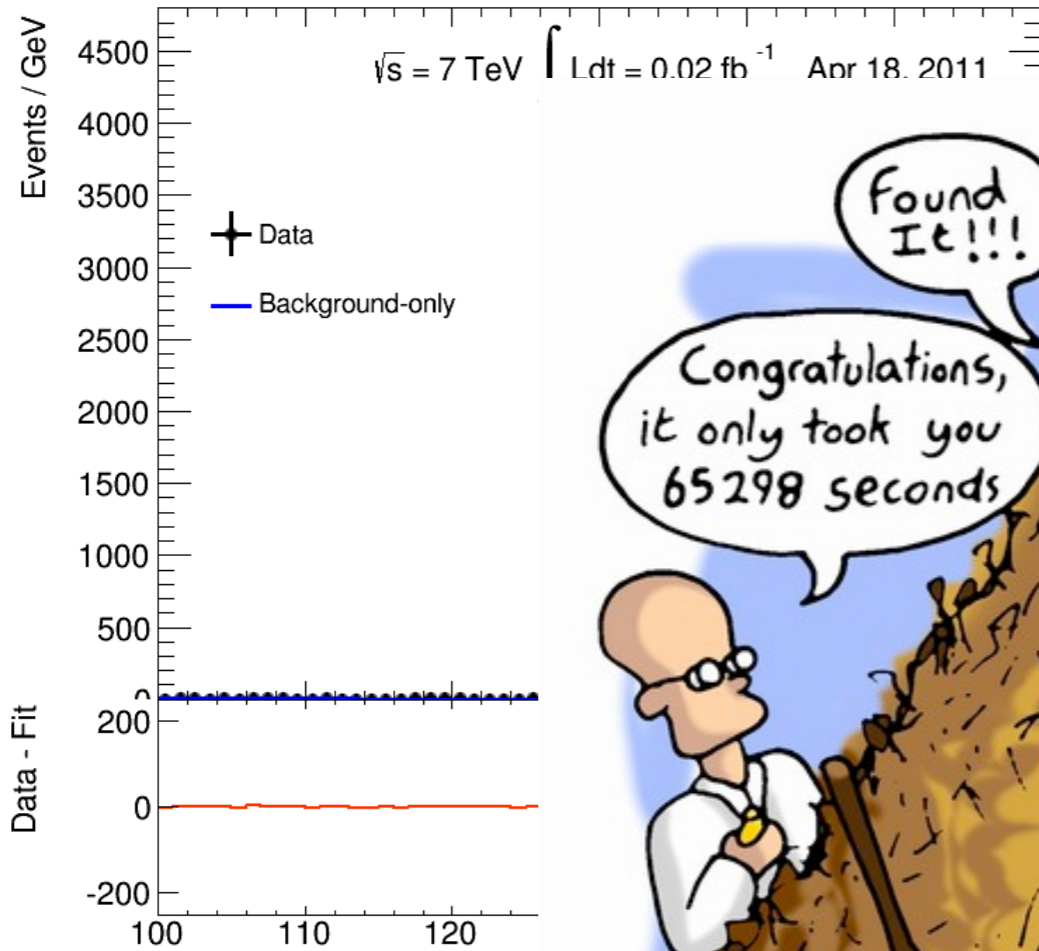 Events / GeV
4500
4000
3500
3000
2500
2000
1500
1000
500
0
√s = 7 TeV ∫ Ldt = 0.02 fb⁻¹ Apr 18, 2011
Data
Background-only
Data - Fit
200
0
-200
100 110 120
Found
It!!!
Congratulations,
it only took you
65298 seconds